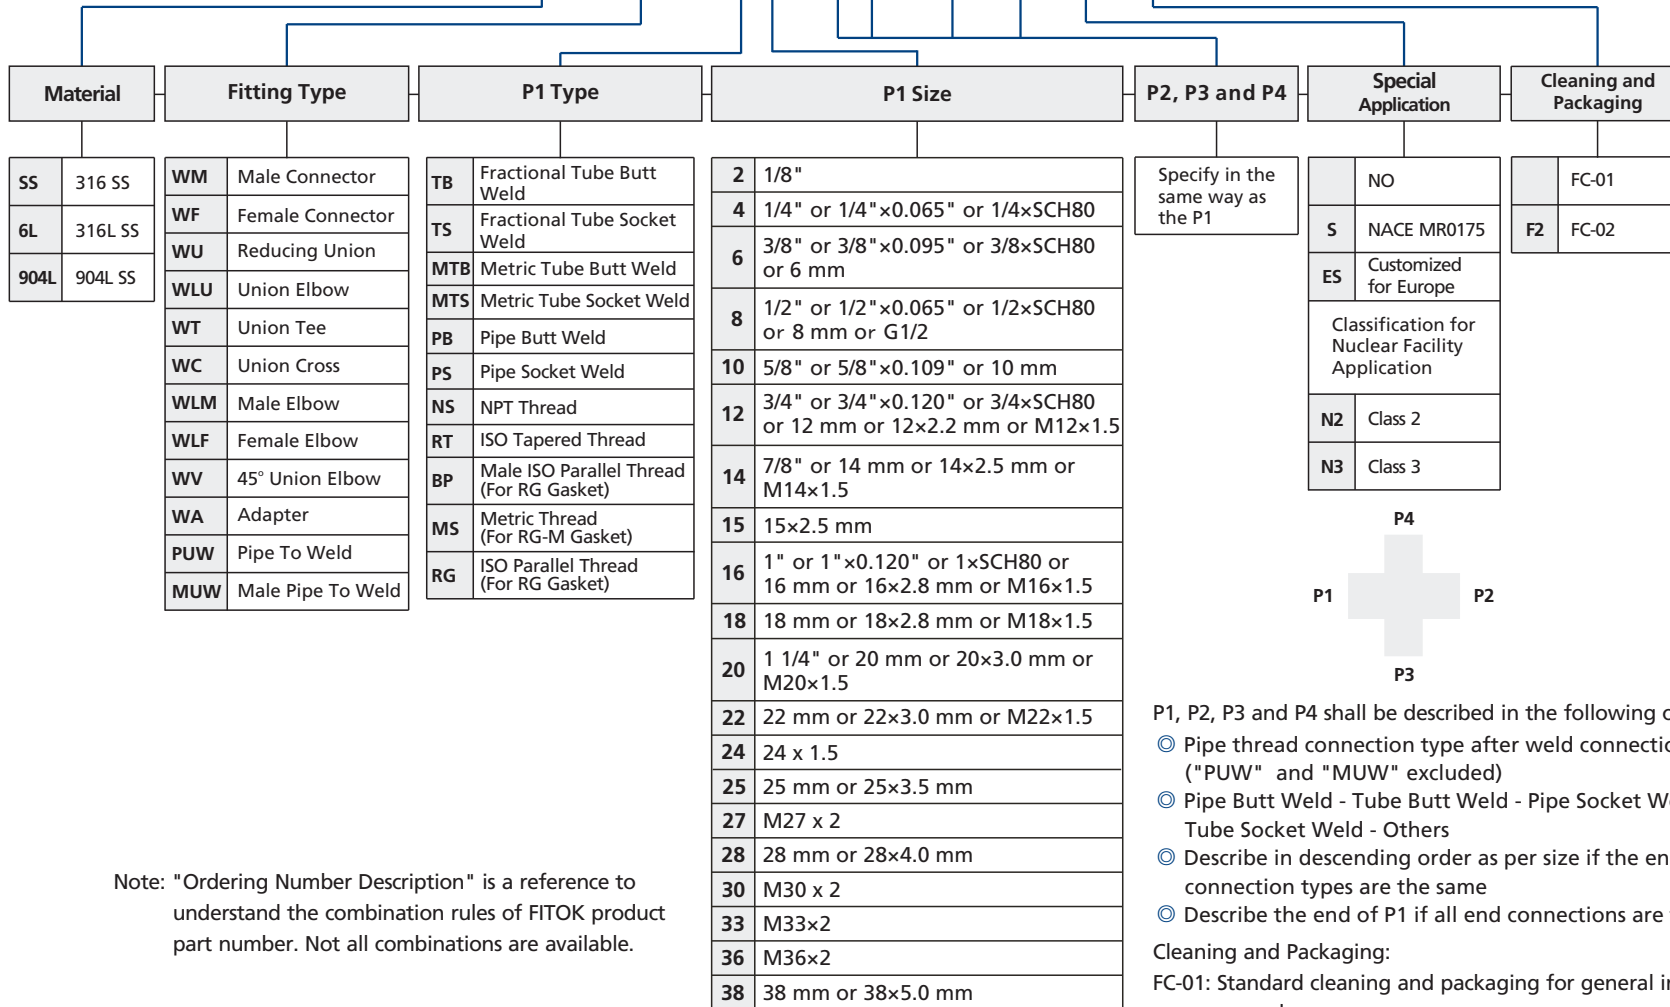 Material
Fitting Type
P1 Type
P1 Size
P2, P3 and P4
Special
Application
Cleaning and
Packaging
SS 316 SS
6L 316L SS
904L 904L SS
WM Male Connector
WF Female Connector
WU Reducing Union
WLU Union Elbow
WT Union Tee
WC Union Cross
WLM Male Elbow
WLF Female Elbow
WV 45° Union Elbow
WA Adapter
PUW Pipe To Weld
MUW Male Pipe To Weld
TB Fractional Tube Butt
Weld
TS Fractional Tube Socket
Weld
MTB Metric Tube Butt Weld
MTS Metric Tube Socket Weld
PB Pipe Butt Weld
PS Pipe Socket Weld
NS NPT Thread
RT ISO Tapered Thread
BP Male ISO Parallel Thread
(For RG Gasket)
MS Metric Thread
(For RG-M Gasket)
RG ISO Parallel Thread
(For RG Gasket)
2 1/8"
4 1/4" or 1/4"×0.065" or 1/4×SCH80
6 3/8" or 3/8"×0.095" or 3/8×SCH80
or 6 mm
8 1/2" or 1/2"×0.065" or 1/2×SCH80
or 8 mm or G1/2
10 5/8" or 5/8"×0.109" or 10 mm
12 3/4" or 3/4"×0.120" or 3/4×SCH80
or 12 mm or 12×2.2 mm or M12×1.5
14 7/8" or 14 mm or 14×2.5 mm or
M14×1.5
15 15×2.5 mm
16 1" or 1"×0.120" or 1×SCH80 or
16 mm or 16×2.8 mm or M16×1.5
18 18 mm or 18×2.8 mm or M18×1.5
20 1 1/4" or 20 mm or 20×3.0 mm or
M20×1.5
22 22 mm or 22×3.0 mm or M22×1.5
24 24 x 1.5
25 25 mm or 25×3.5 mm
27 M27 x 2
28 28 mm or 28×4.0 mm
30 M30 x 2
33 M33×2
36 M36×2
38 38 mm or 38×5.0 mm
Specify in the
same way as
the P1
NO
S NACE MR0175
ES Customized
for Europe
Classification for
Nuclear Facility
Application
N2 Class 2
N3 Class 3
FC-01
F2 FC-02
P4
P1 P2
P3
P1, P2, P3 and P4 shall be described in the following
◎ Pipe thread connection type after weld
("PUW" and "MUW" excluded)
◎ Pipe Butt Weld - Tube Butt Weld - Pipe Socket
Tube Socket Weld - Others
◎ Describe in descending order as per size if the
connection types are the same
◎ Describe the end of P1 if all end connections are
Cleaning and Packaging:
FC-01: Standard cleaning and packaging for general
Note: "Ordering Number Description" is a reference to
understand the combination rules of FITOK product
part number. Not all combinations are available.